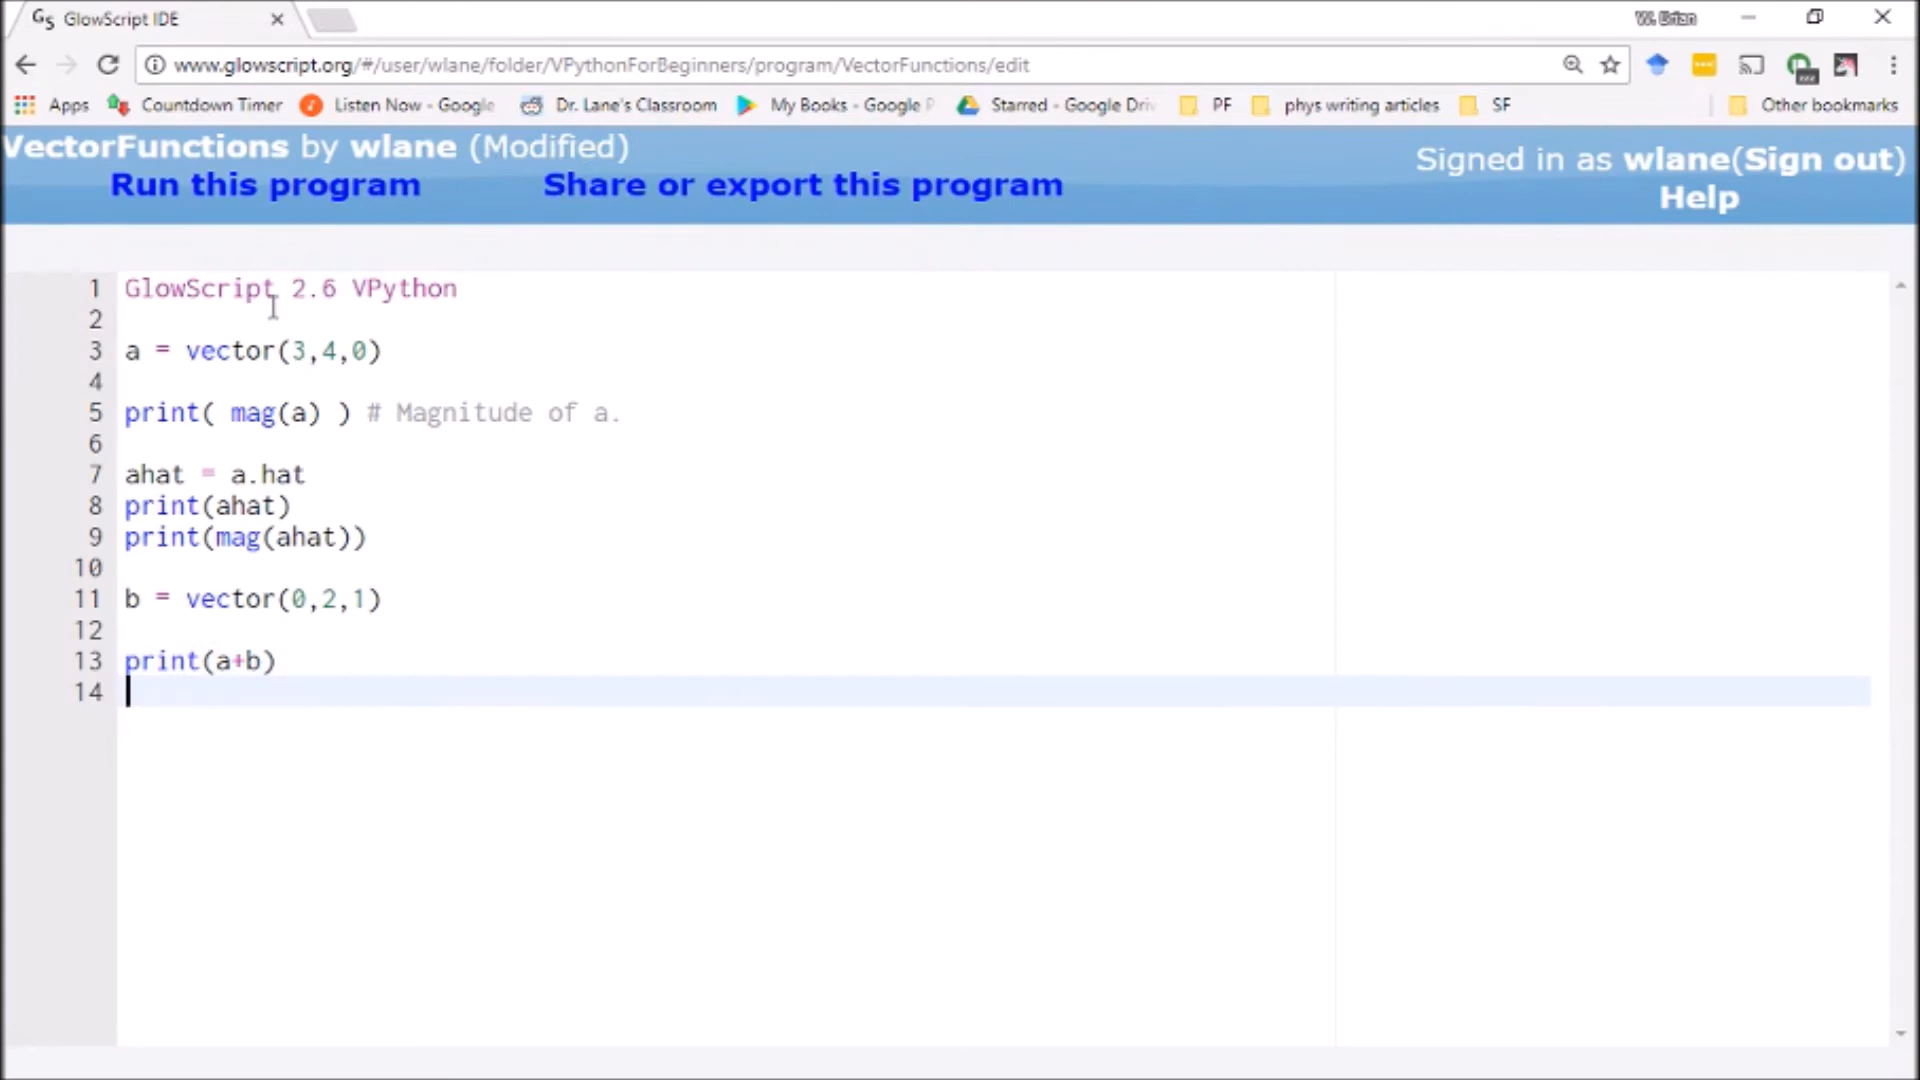 GS GlowScript IDE
W. Brian
www.glowscript.org/#/user/wlane/folder/VPythonForBeginners/program/VectorFunctions/edit
Apps Countdown Timer Listen Now - Google Dr. Lane's Classroom My Books - Google P Starred - Google Driv PF phys writing articles SF Other bookmarks
VectorFunctions by wlane (Modified)
Signed in as wlane(Sign out)
Run this program Share or export this program
Help
1 GlowScript 2.6 VPython
2
3 a = vector(3,4,0)
4
5 print( mag(a) ) # Magnitude of a.
6
7 ahat = a.hat
8 print(ahat)
9 print(mag(ahat))
10
11 b = vector(0,2,1)
12
13 print(a+b)
14